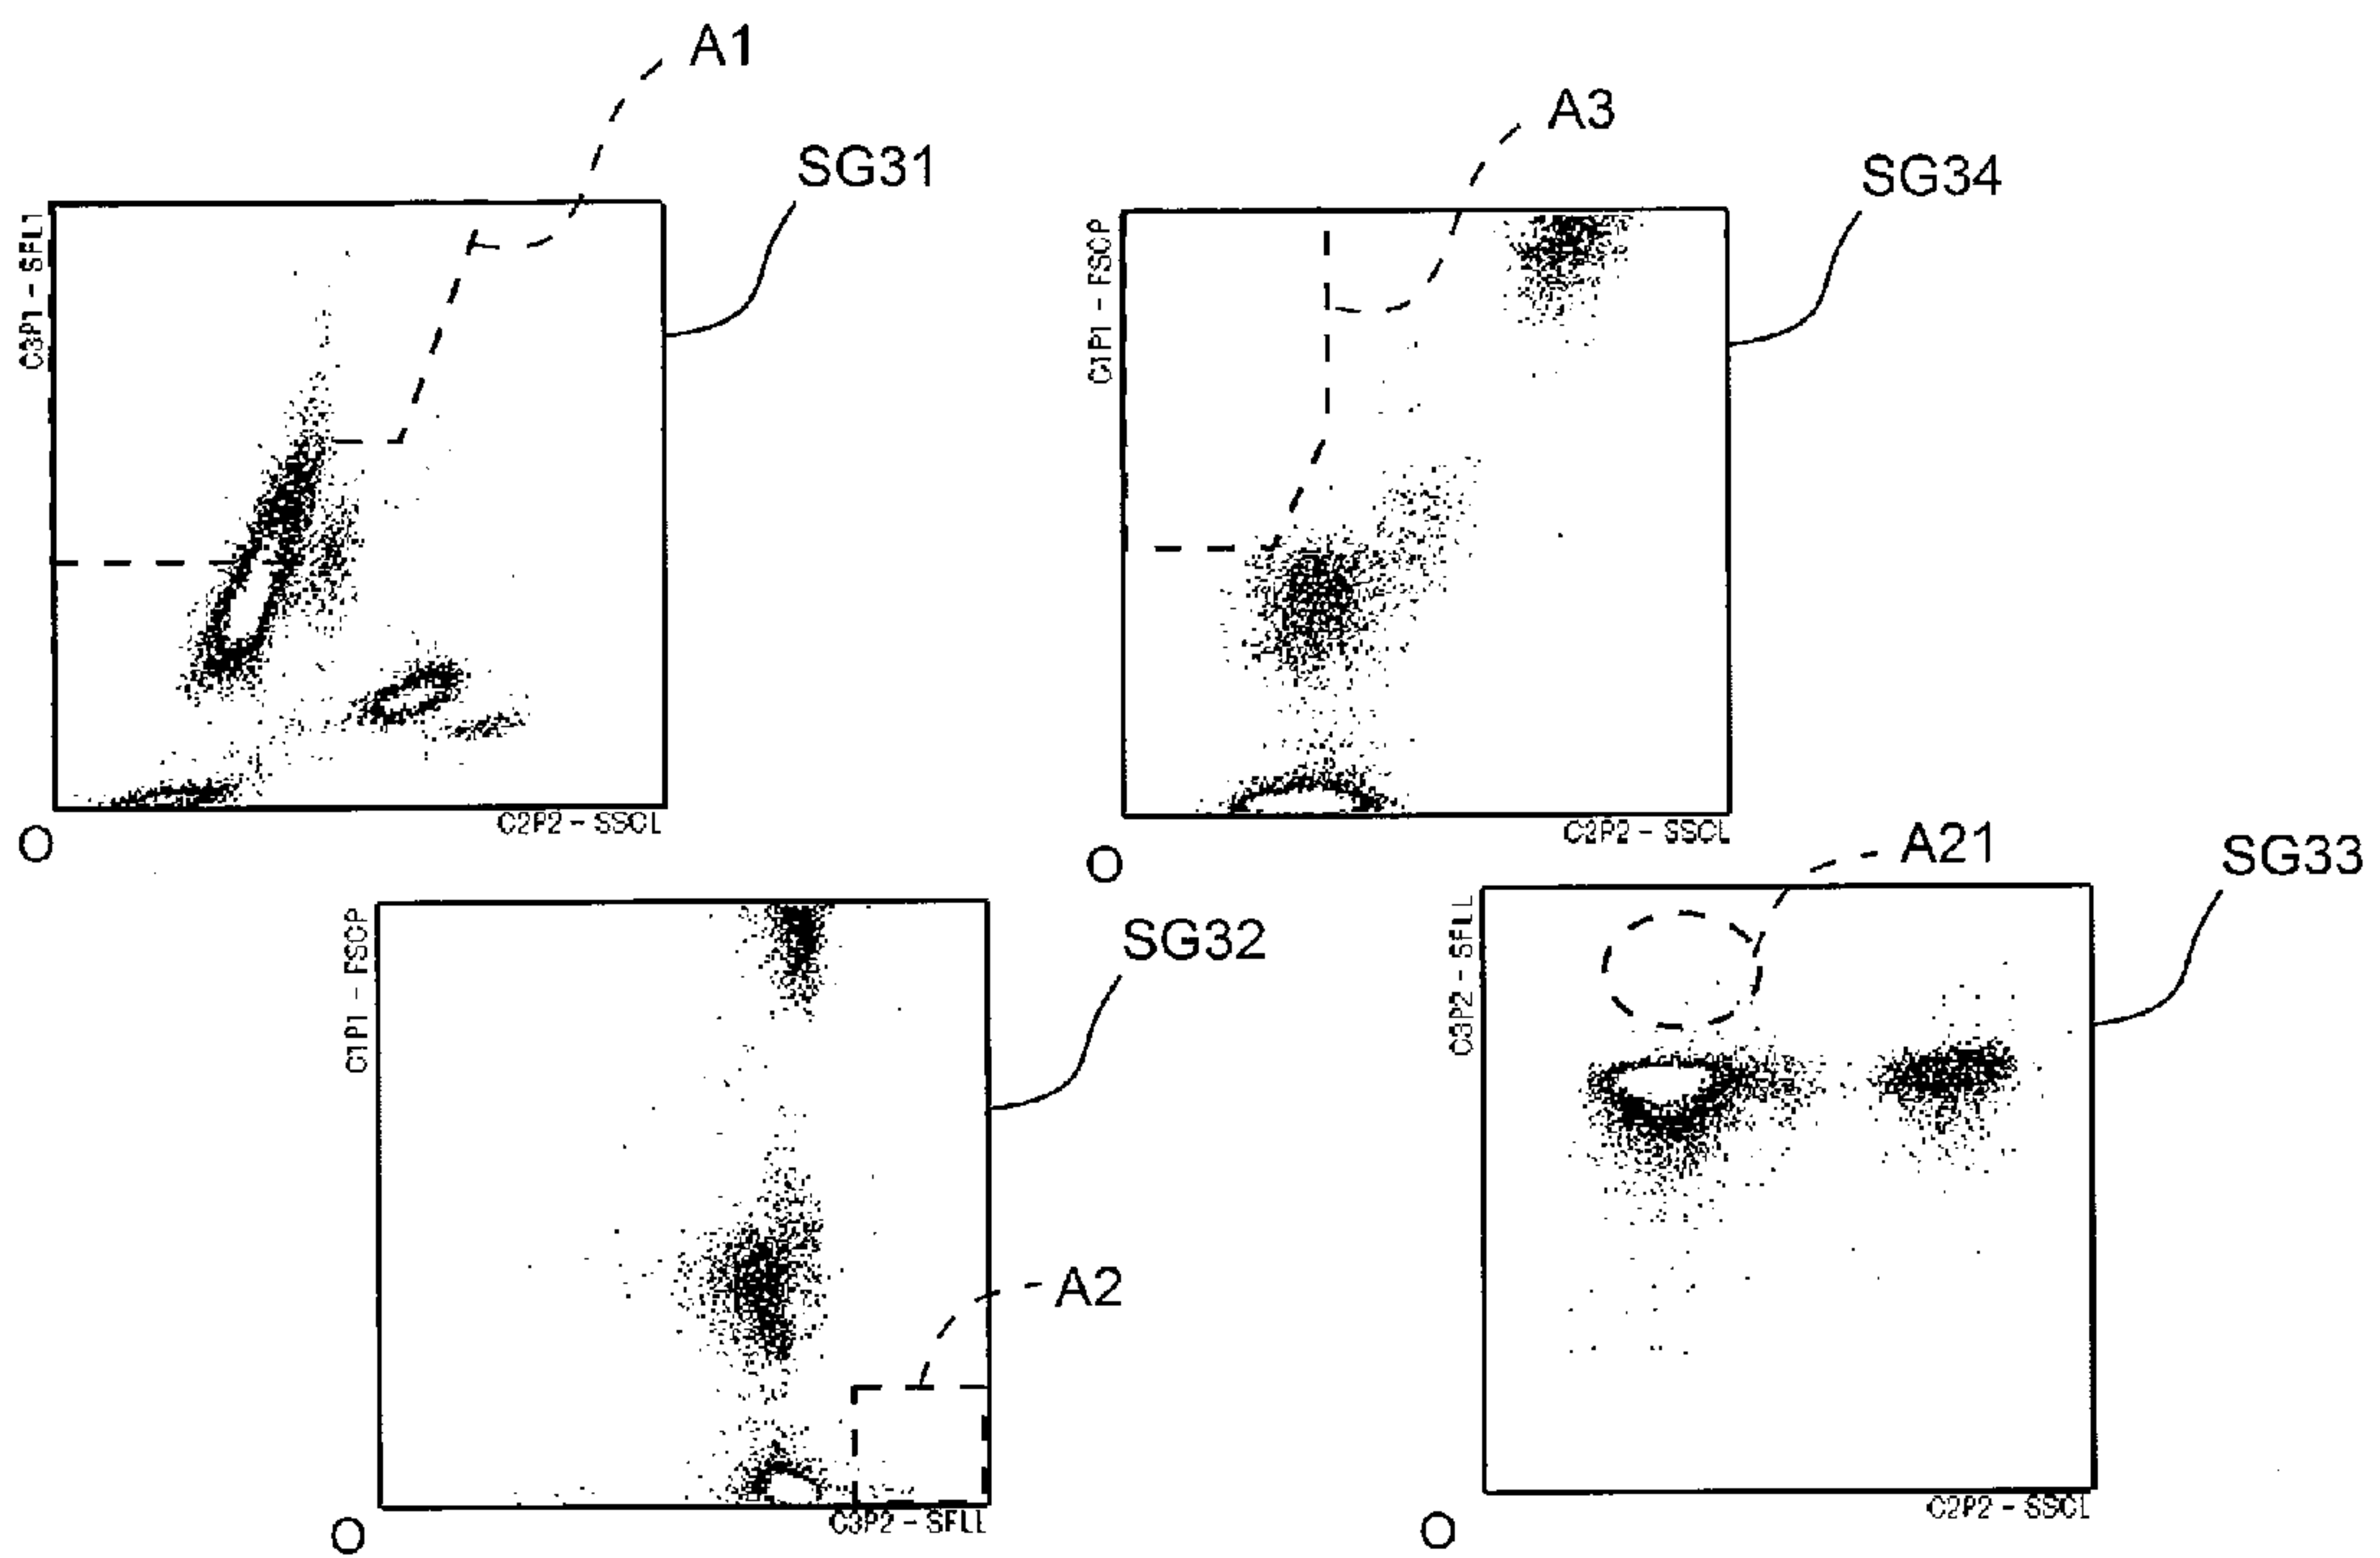 A1
SG31
C3P1 - SFL1
C2P2 - SSCL
O
A3
SG34
C1P1 - FSCP
C2P2 - SSCL
O
SG32
C1P1 - FSCP
A2
C3P2 - SFLL
O
A21
SG33
C3P2 - SFLL
C2P2 - SSCL
O